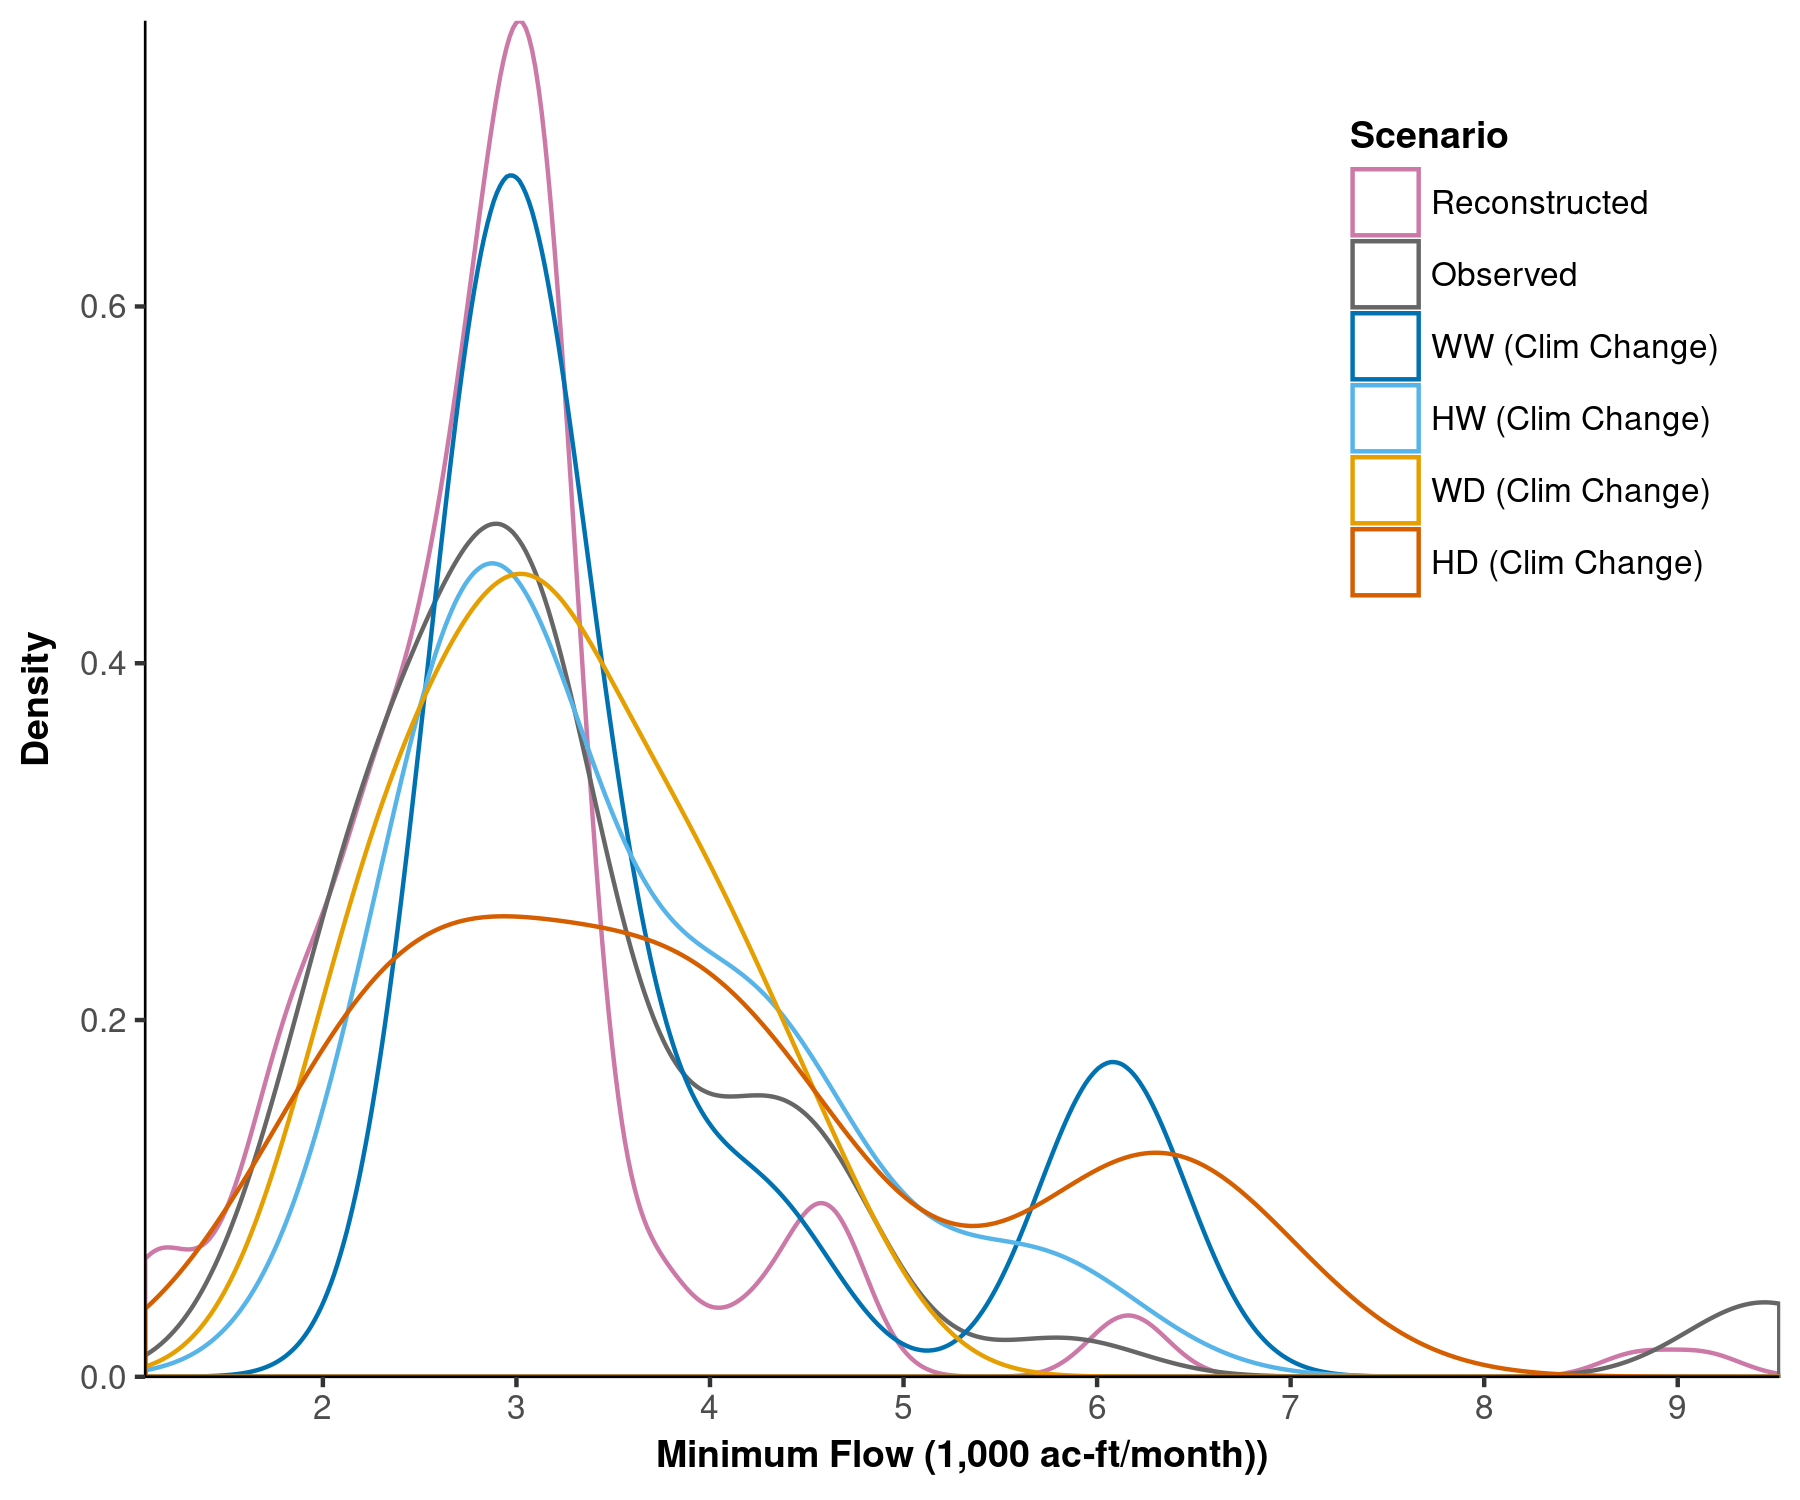 Scenario
Reconstructed
Observed
WW (Clim Change)
HW (Clim Change)
WD (Clim Change)
HD (Clim Change)
Density
0.6
0.4
0.2
0.0
2 3 4 5 6 7 8 9
Minimum Flow (1,000 ac-ft/month))